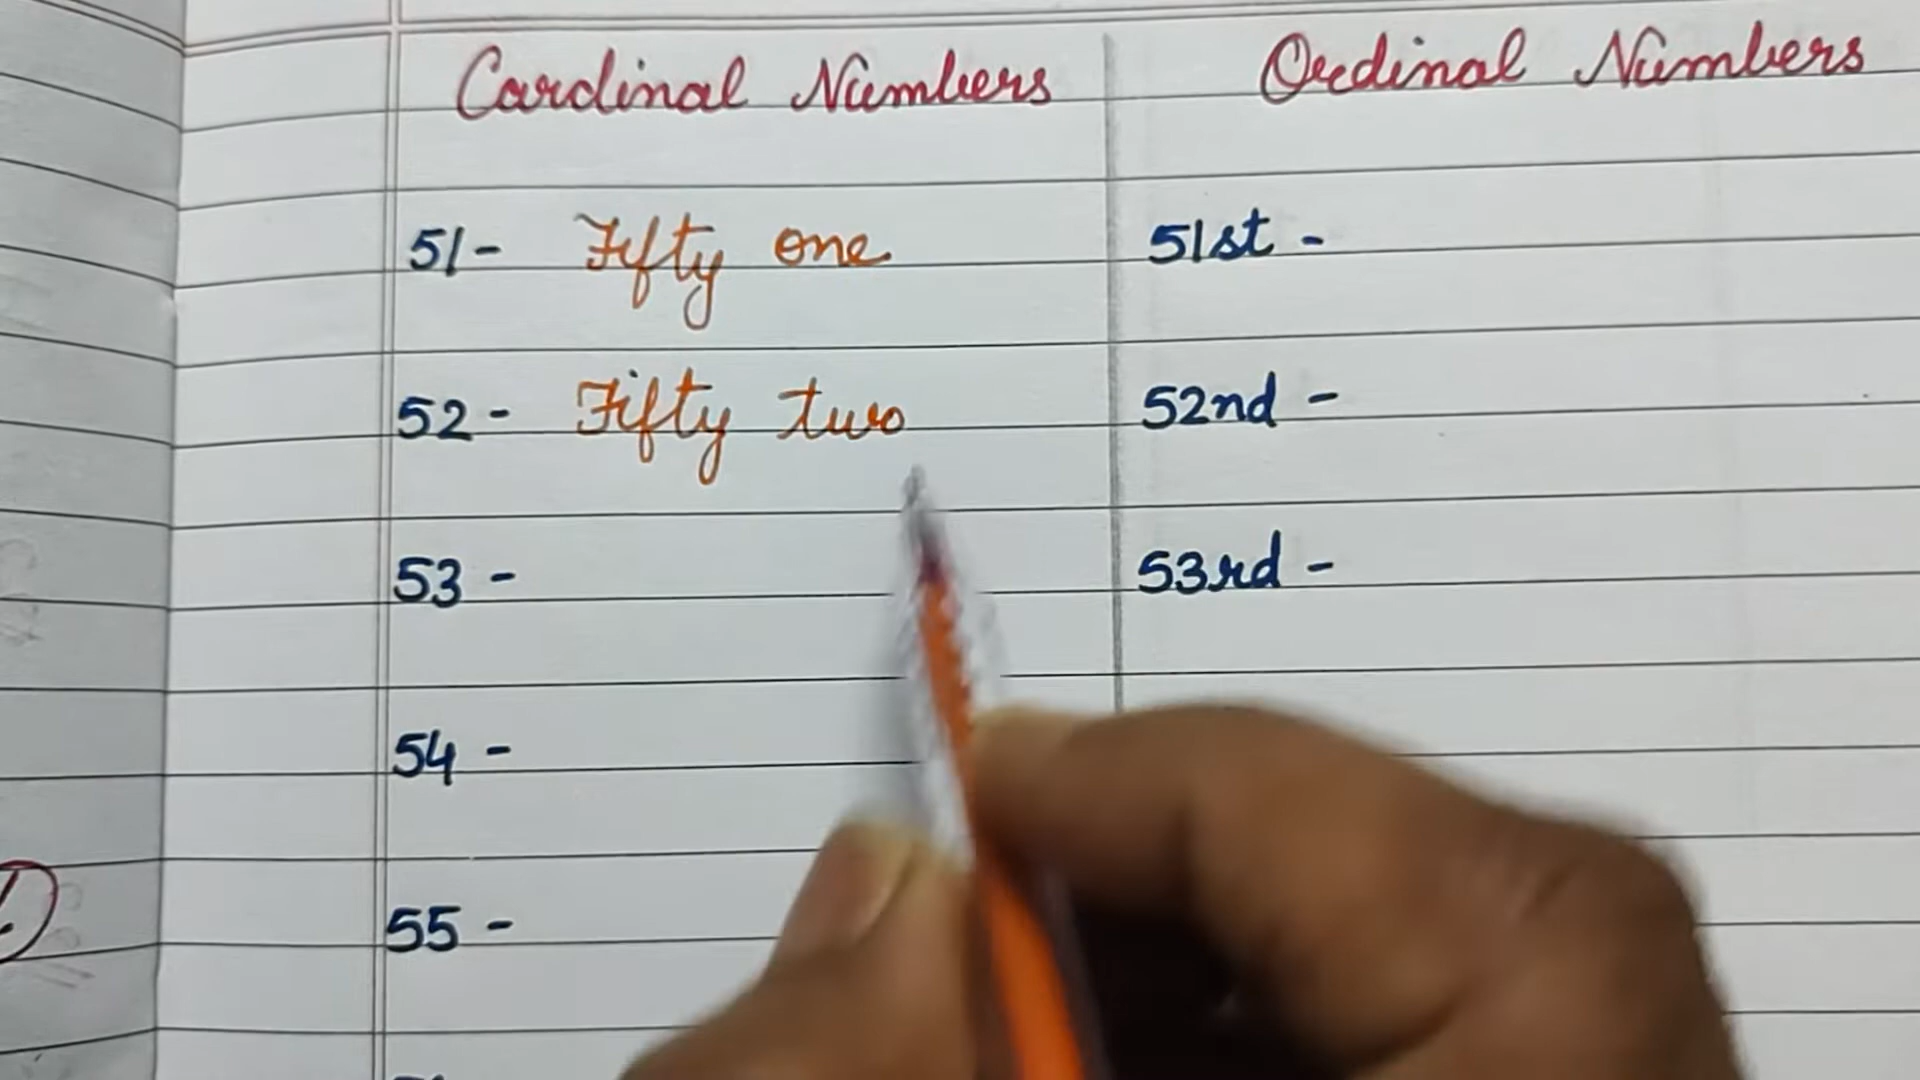 Cardinal Numbers Ordinal Numbers
51 - Fifty one 51st -
52 - Fifty two 52nd -
53 - 53rd -
54 -
55 -